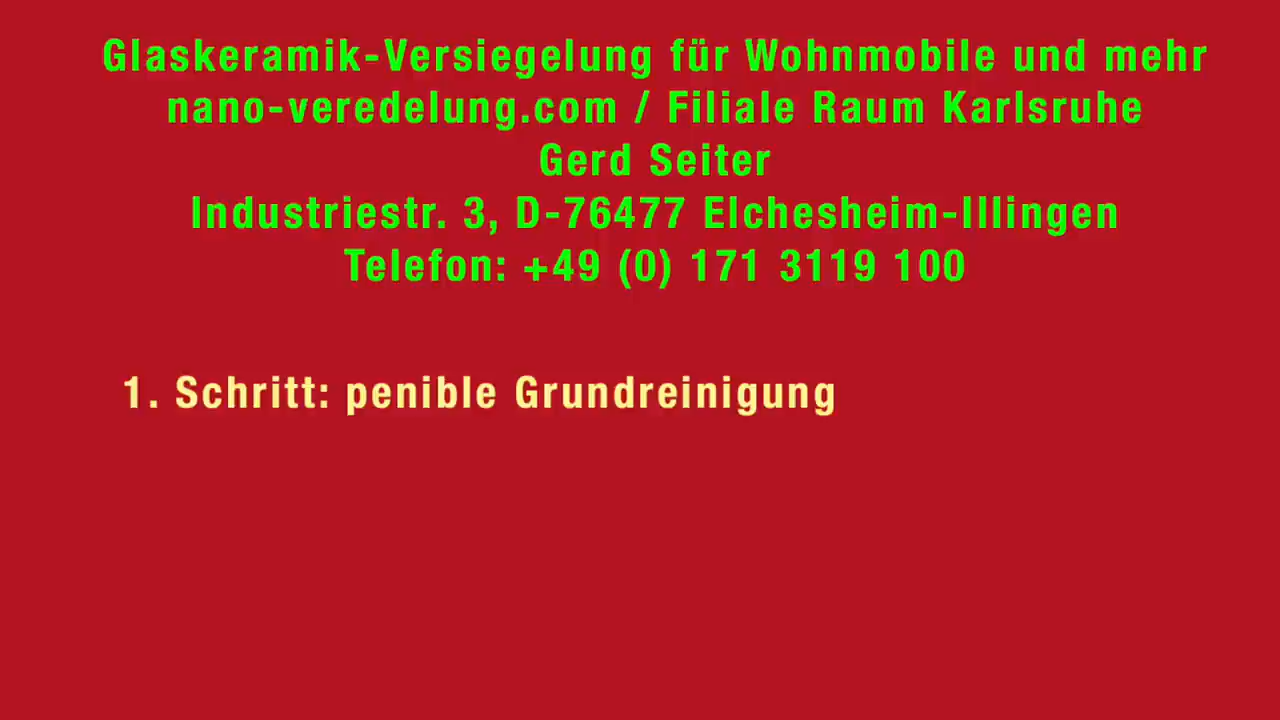 Glaskeramik-Versiegelung für Wohnmobile und mehr
nano-veredelung.com / Filiale Raum Karlsruhe
Gerd Seiter
Industriestr. 3, D-76477 Elchesheim-Illingen
Telefon: +49 (0) 171 3119 100
1. Schritt: penible Grundreinigung